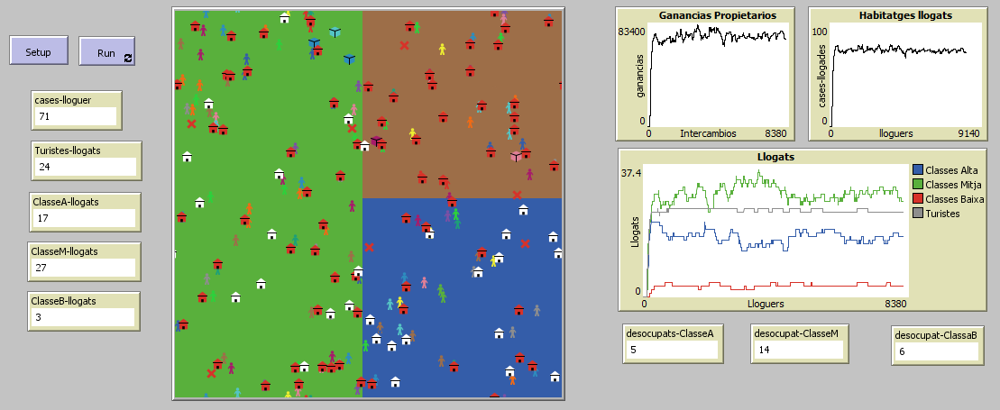 Setup
Run
cases-lloguer
71
Turistes-llogats
24
ClasseA-llogats
17
ClasseM-llogats
27
ClasseB-llogats
3
Ganancias Propietarios
83400
ganancias
0
0
Intercambios
8380
Habitatges llogats
100
cases-llogades
0
0
lloguers
9140
Llogats
37.4
Llogats
0
0
Lloguers
8380
Classes Alta
Classes Mitja
Classes Baixa
Turistes
desocupats-ClasseA
5
desocupat-ClasseM
14
desocupat-ClassaB
6